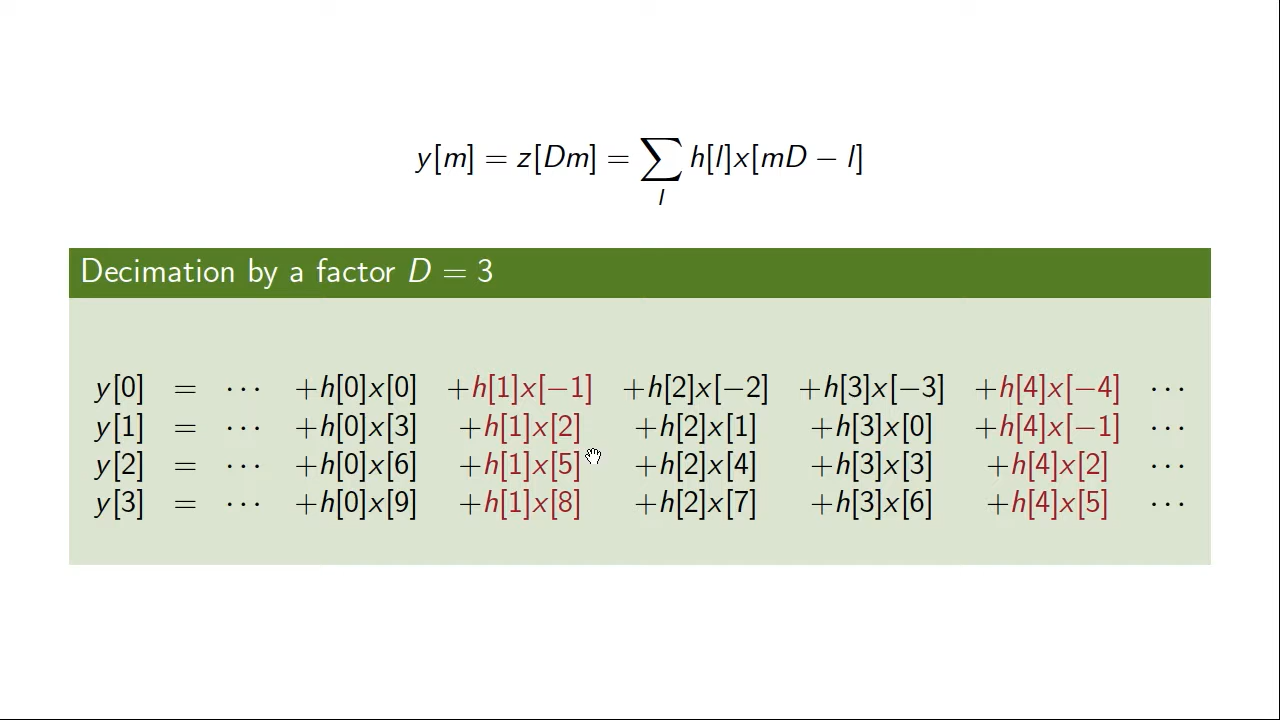 y[m] = z[Dm] = ∑ h[l]x[mD − l]
l
Decimation by a factor D = 3
y[0] = ··· +h[0]x[0] +h[1]x[−1] +h[2]x[−2] +h[3]x[−3] +h[4]x[−4] ···
y[1] = ··· +h[0]x[3] +h[1]x[2] +h[2]x[1] +h[3]x[0] +h[4]x[−1] ···
y[2] = ··· +h[0]x[6] +h[1]x[5] +h[2]x[4] +h[3]x[3] +h[4]x[2] ···
y[3] = ··· +h[0]x[9] +h[1]x[8] +h[2]x[7] +h[3]x[6] +h[4]x[5] ···